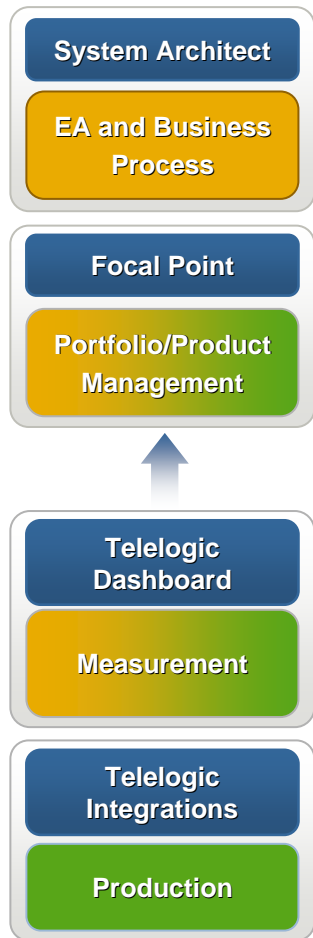 System Architect
EA and Business
Process
Focal Point
Portfolio/Product
Management
Telelogic
Dashboard
Measurement
Telelogic
Integrations
Production